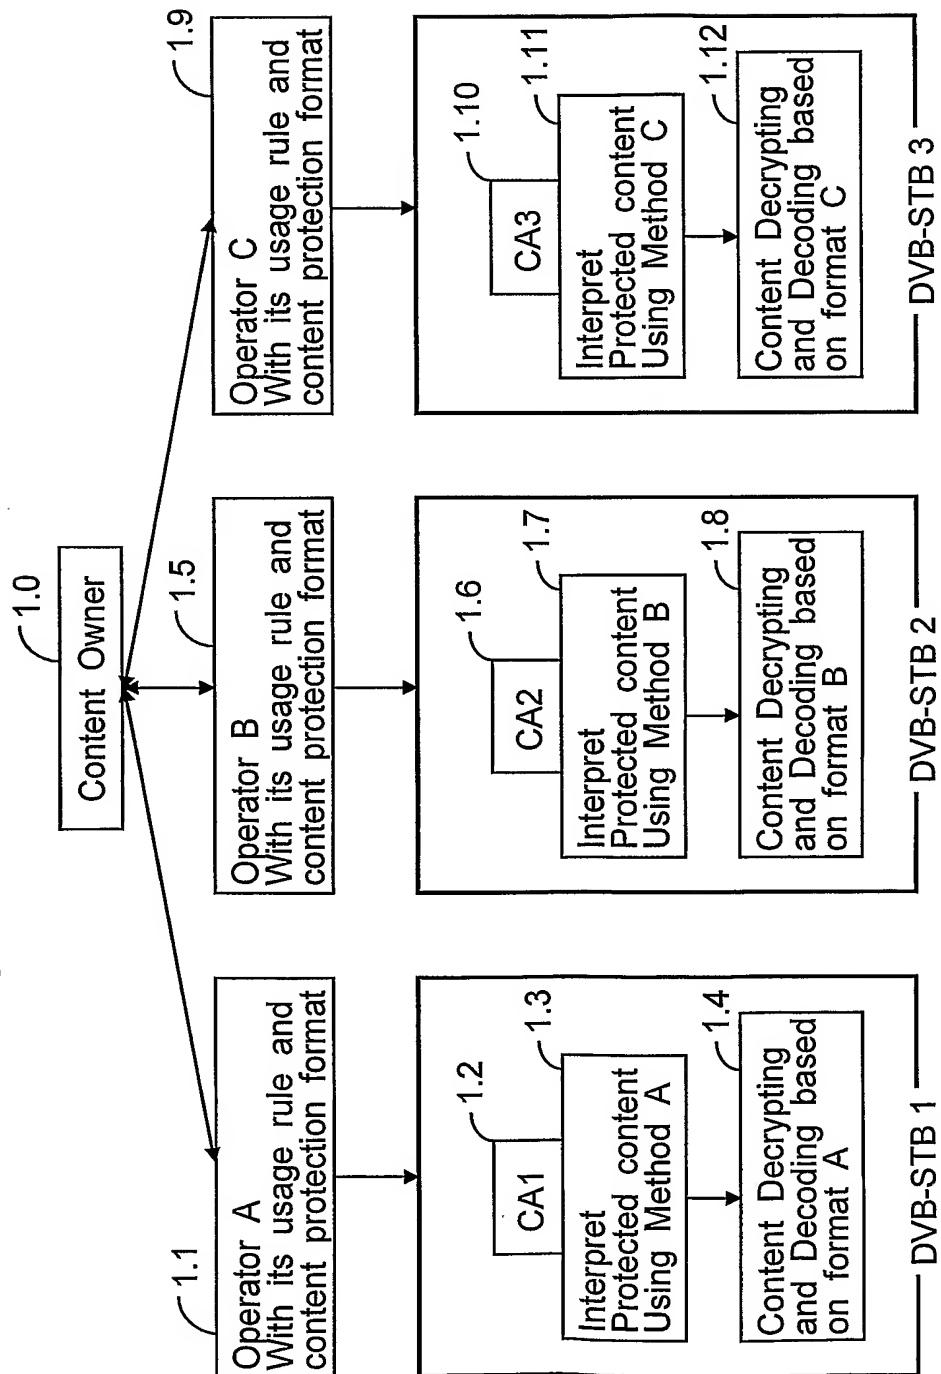 1.0
Content Owner
1.1
Operator A
With its usage rule and
content protection format
1.2
CA1
1.3
Interpret
Protected content
Using Method A
1.4
Content Decrypting
and Decoding based
on format A
DVB-STB 1
1.5
Operator B
With its usage rule and
content protection format
1.6
CA2
1.7
Interpret
Protected content
Using Method B
1.8
Content Decrypting
and Decoding based
on format B
DVB-STB 2
1.9
Operator C
With its usage rule and
content protection format
1.10
CA3
1.11
Interpret
Protected content
Using Method C
1.12
Content Decrypting
and Decoding based
on format C
DVB-STB 3